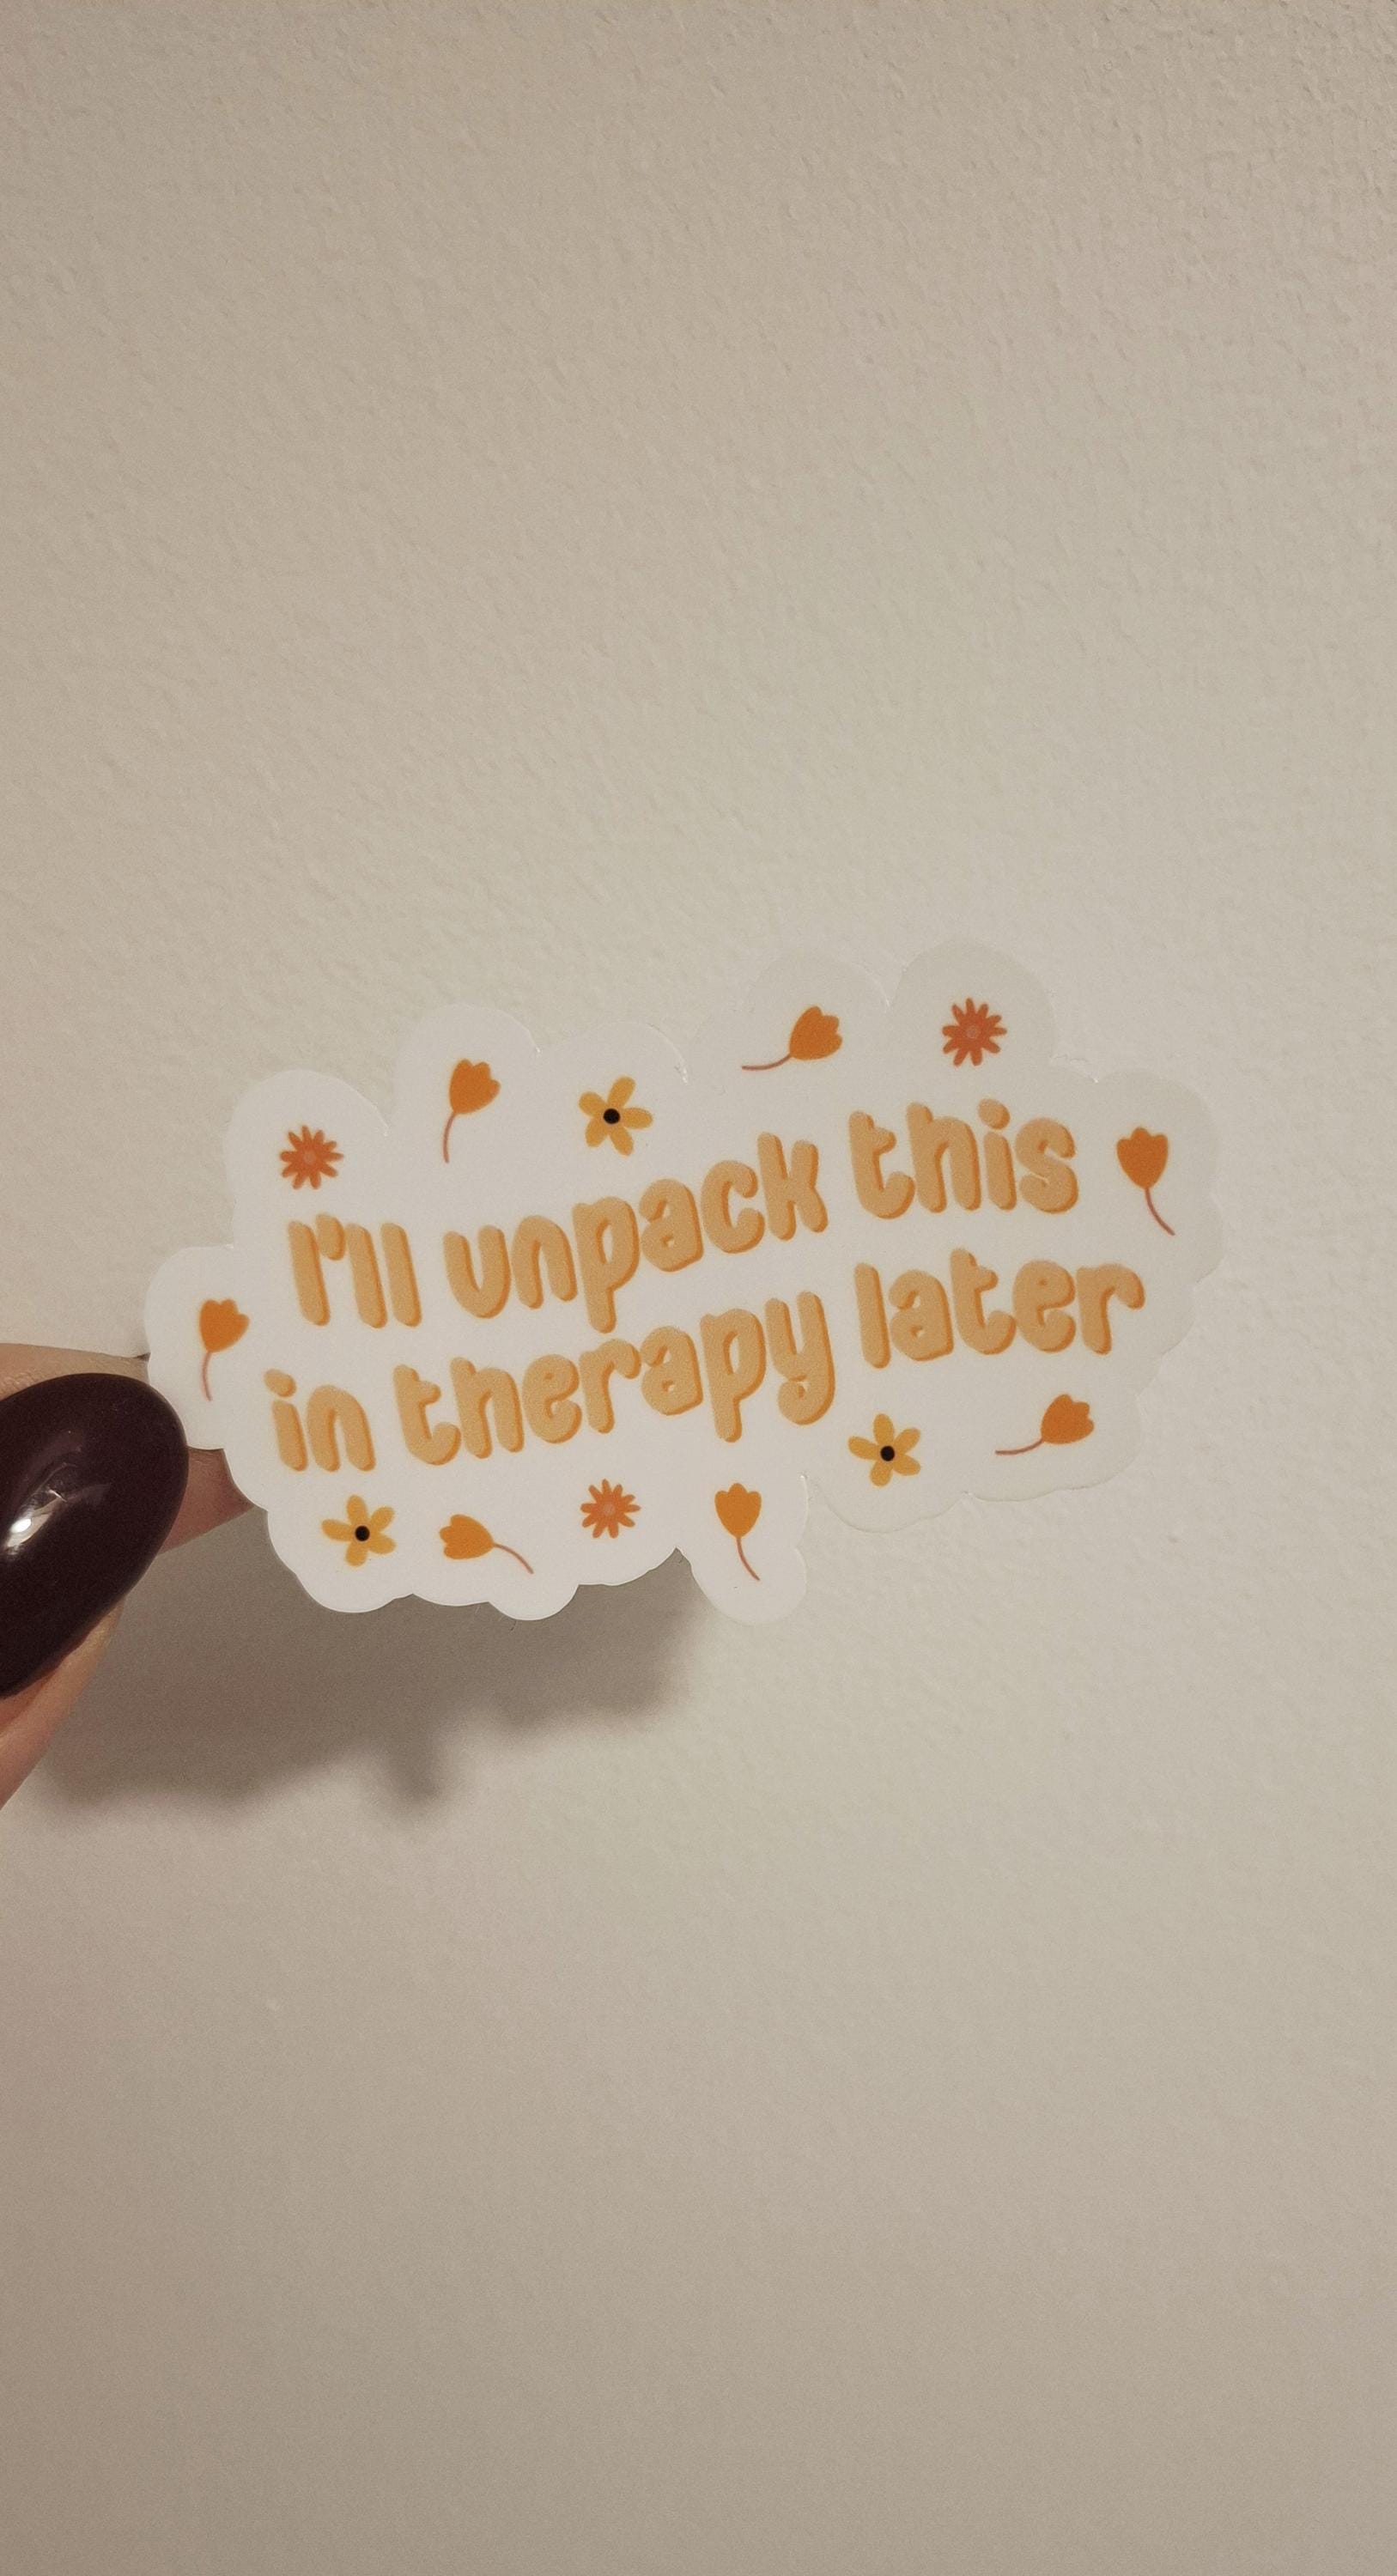 I'll unpack this
in therapy later